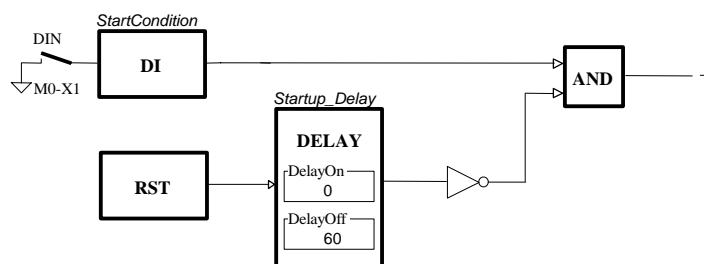 StartCondition
DIN
DI
M0-X1
AND
Startup_Delay
DELAY
DelayOn
0
RST
DelayOff
60